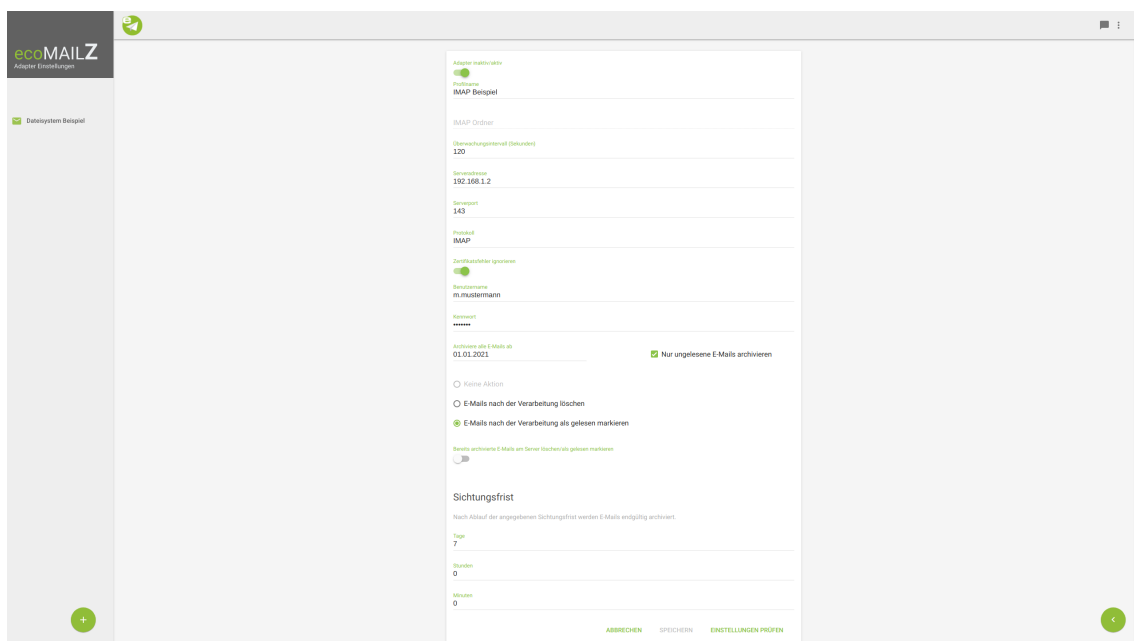 ecoMAILZ
Adapter Einstellungen
Dateisystem Beispiel
Adapter inaktiv/aktiv
Profilname
IMAP Beispiel
IMAP Ordner
Überwachungsintervall (Sekunden)
120
Serveradresse
192.168.1.2
Serverport
143
Protokoll
IMAP
Zertifikatsfehler ignorieren
Benutzername
m.mustermann
Kennwort
•••••••
Archiviere alle E-Mails ab
01.01.2021
Nur ungelesene E-Mails archivieren
Keine Aktion
E-Mails nach der Verarbeitung löschen
E-Mails nach der Verarbeitung als gelesen markieren
Bereits archivierte E-Mails am Server löschen/als gelesen markieren
Sichtungsfrist
Nach Ablauf der angegebenen Sichtungsfrist werden E-Mails endgültig archiviert.
Tage
7
Stunden
0
Minuten
0
ABBRECHEN SPEICHERN EINSTELLUNGEN PRÜFEN